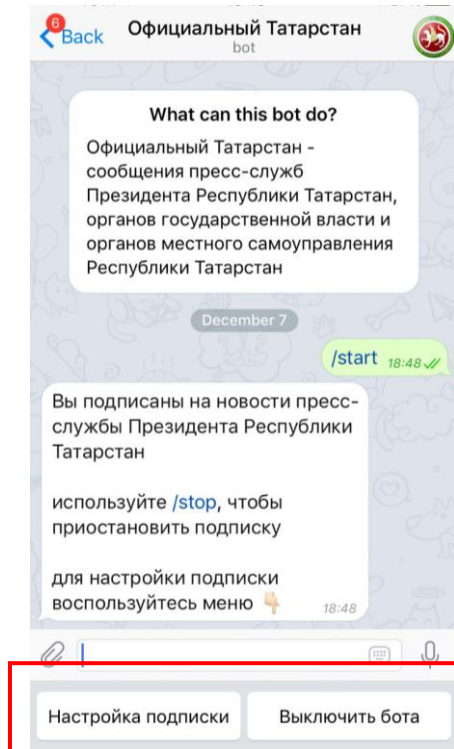 6
Back
Официальный Татарстан
bot
What can this bot do?
Официальный Татарстан -
сообщения пресс-служб
Президента Республики Татарстан,
органов государственной власти и
органов местного самоуправления
Республики Татарстан
December 7
/start 18:48
Вы подписаны на новости пресс-
службы Президента Республики
Татарстан
используйте /stop, чтобы
приостановить подписку
для настройки подписки
воспользуйтесь меню 👇🏻 18:48
Настройка подписки
Выключить бота